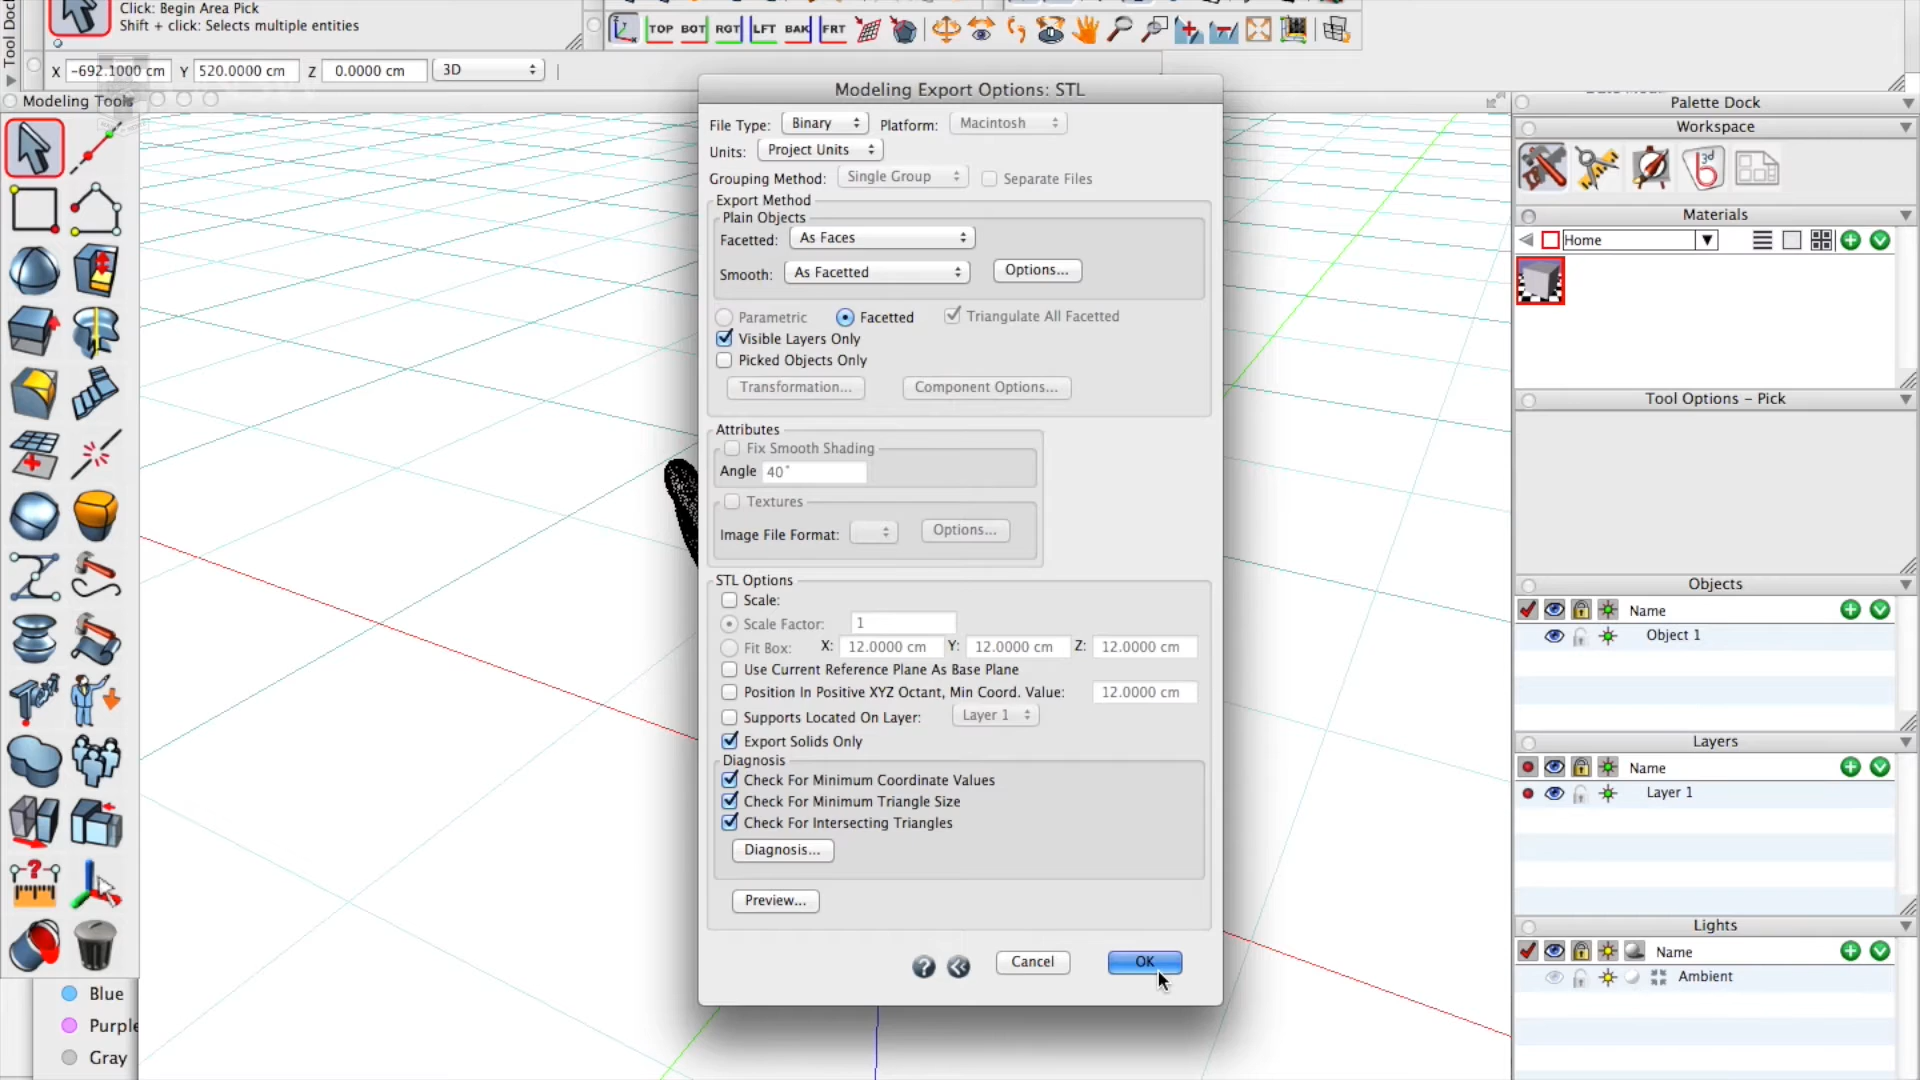 Click: Begin Area Pick
Shift + click: Selects multiple entities
Tool Dock
TOP BOT RGT LFT BAK FRT
X -692.1000 cm Y 520.0000 cm Z 0.0000 cm 3D
Modeling Tools
Modeling Export Options: STL
File Type: Binary Platform: Macintosh
Units: Project Units
Grouping Method: Single Group Separate Files
Export Method
Plain Objects
Facetted: As Faces
Smooth: As Facetted Options...
Parametric Facetted Triangulate All Facetted
Visible Layers Only
Picked Objects Only
Transformation... Component Options...
Attributes
Fix Smooth Shading
Angle 40°
Textures
Image File Format: Options...
STL Options
Scale:
Scale Factor: 1
Fit Box: X: 12.0000 cm Y: 12.0000 cm Z: 12.0000 cm
Use Current Reference Plane As Base Plane
Position In Positive XYZ Octant, Min Coord. Value: 12.0000 cm
Supports Located On Layer: Layer 1
Export Solids Only
Diagnosis
Check For Minimum Coordinate Values
Check For Minimum Triangle Size
Check For Intersecting Triangles
Diagnosis...
Preview...
? Cancel OK
Palette Dock
Workspace
3d
Materials
Home
Tool Options - Pick
Objects
Name
Object 1
Layers
Name
Layer 1
Lights
Name
Ambient
Blue
Purple
Gray